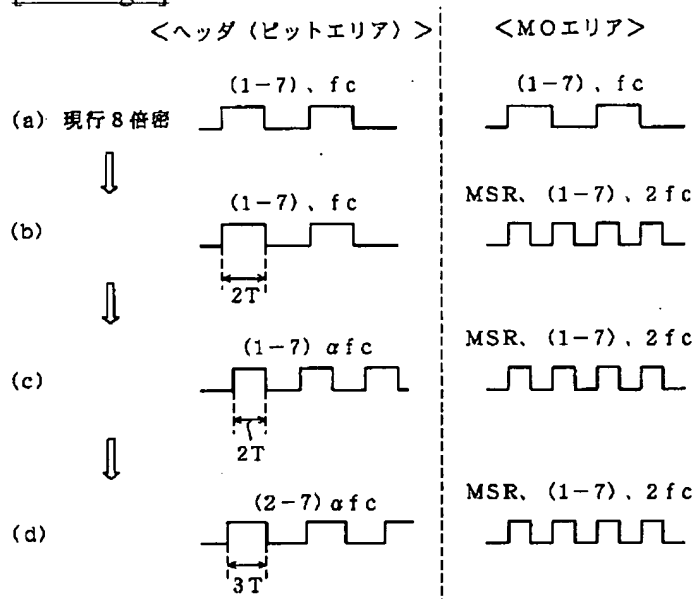 <ヘッダ（ピットエリア）> <MOエリア>
(1−7)、fc (1−7)、fc
(a) 現行8倍密
(1−7)、fc MSR、(1−7)、2fc
(b)
2T
(1−7) αfc MSR、(1−7)、2fc
(c)
2T
(2−7) αfc MSR、(1−7)、2fc
(d)
3T